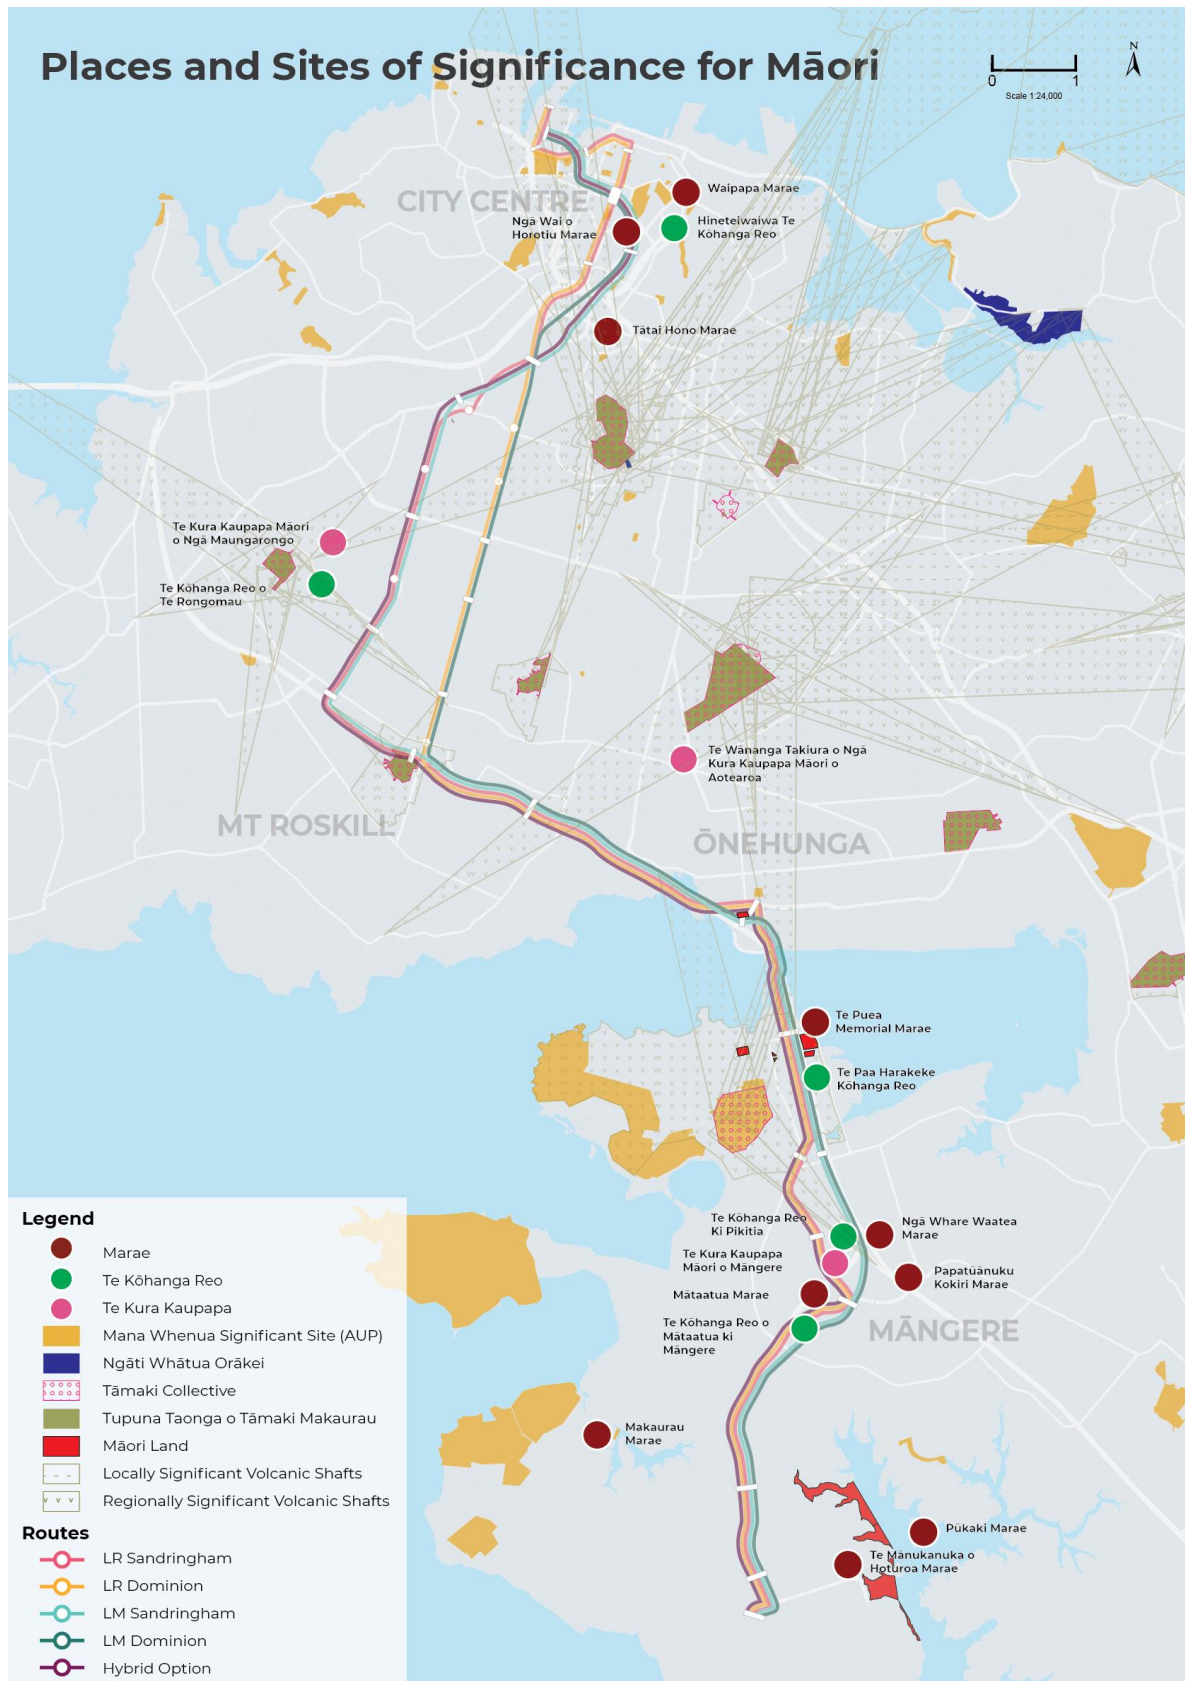 Places and Sites of Significance for Māori
N
0
1
Scale 1:24,000
CITY CENTRE
Waipapa Marae
Ngā Wai o
Horotiu Marae
Hineteiwaiwa Te
Kōhanga Reo
Tātai Hono Marae
Te Kura Kaupapa Māori
o Ngā Maungarongo
Te Kōhanga Reo o
Te Rongomau
Te Wānanga Takiura o Ngā
Kura Kaupapa Māori o
Aotearoa
MT ROSKILL
ŌNEHUNGA
Te Puea
Memorial Marae
Te Paa Harakeke
Kōhanga Reo
Te Kōhanga Reo
Ki Pikitia
Ngā Whare Waatea
Marae
Te Kura Kaupapa
Māori o Māngere
Papatūānuku
Kokiri Marae
Mātaatua Marae
Te Kōhanga Reo o
Mātaatua ki
Māngere
MĀNGERE
Makaurau
Marae
Pūkaki Marae
Te Mānukanuka o
Hoturoa Marae
Legend
Marae
Te Kōhanga Reo
Te Kura Kaupapa
Mana Whenua Significant Site (AUP)
Ngāti Whātua Orākei
Tāmaki Collective
Tupuna Taonga o Tāmaki Makaurau
Māori Land
Locally Significant Volcanic Shafts
Regionally Significant Volcanic Shafts
Routes
LR Sandringham
LR Dominion
LM Sandringham
LM Dominion
Hybrid Option